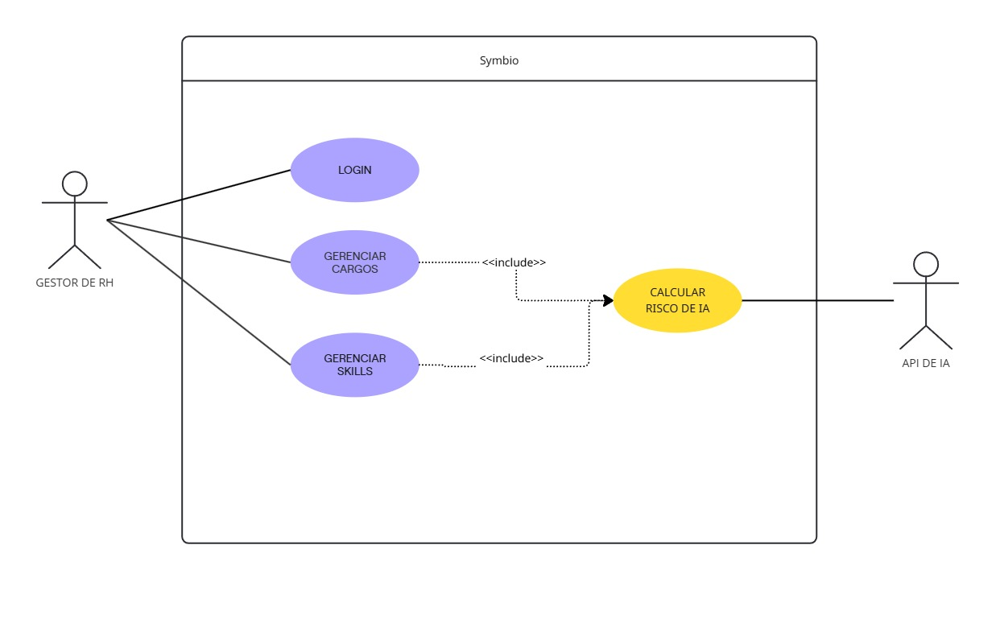 Symbio
LOGIN
GERENCIAR
CARGOS
<<include>>
GESTOR DE RH
CALCULAR
RISCO DE IA
GERENCIAR
SKILLS
<<include>>
API DE IA